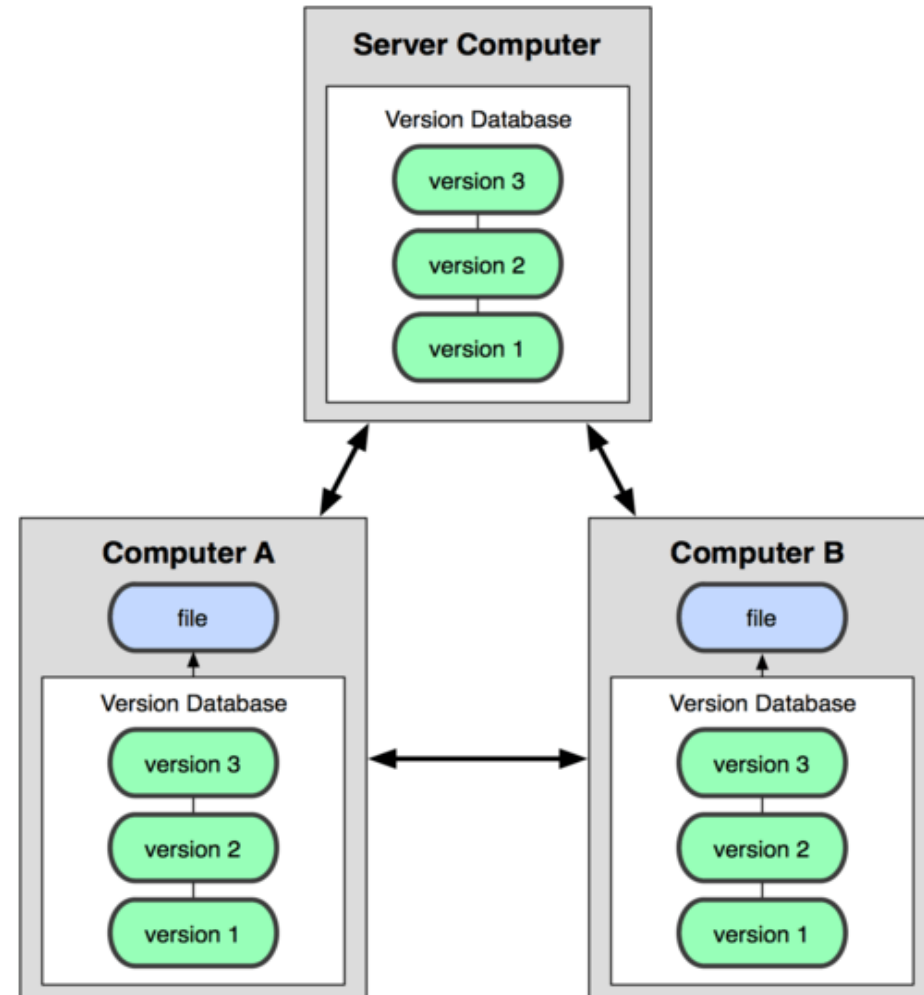 Server Computer
Version Database
version 3
version 2
version 1
Computer A
file
Version Database
version 3
version 2
version 1
Computer B
file
Version Database
version 3
version 2
version 1